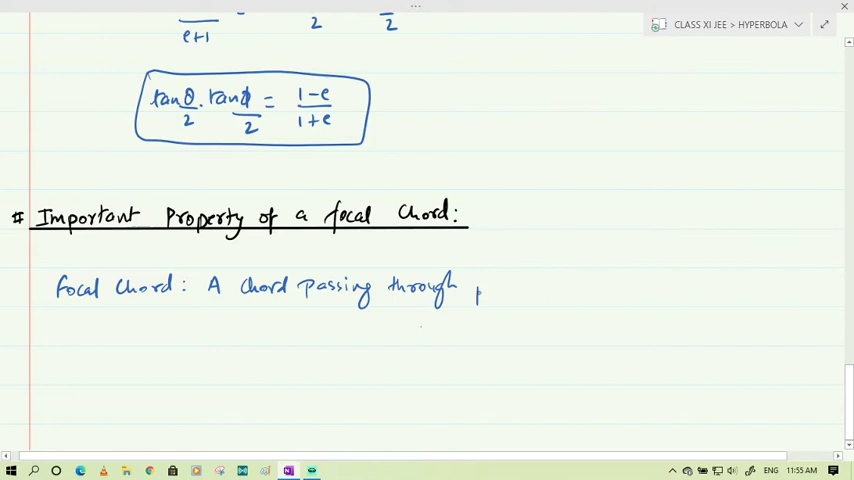 ...
CLASS XI JEE > HYPERBOLA
e+1 = 2 2
tan θ/2 . tan ϕ/2 = 1-e/1+e
# Important Property of a focal Chord:
focal Chord: A chord passing through
ENG 11:55 AM